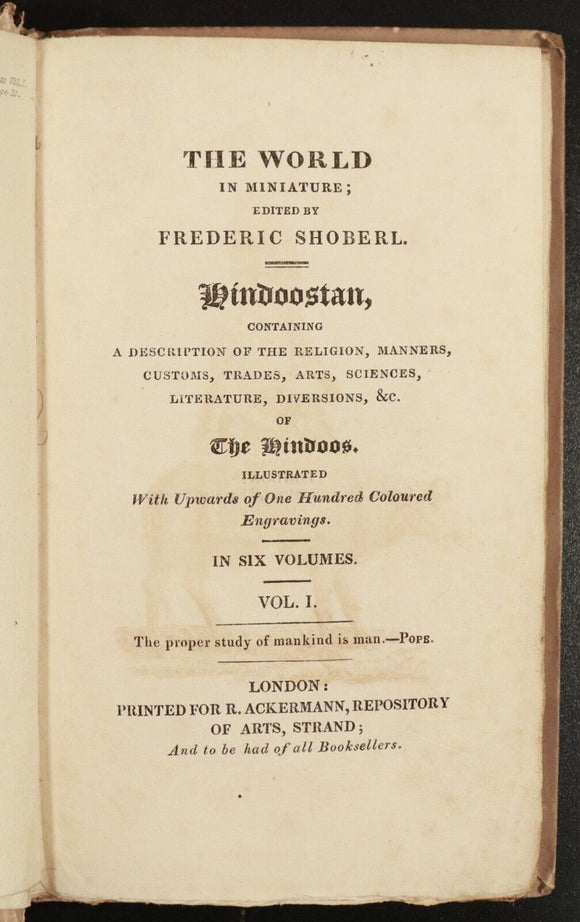 THE WORLD
IN MINIATURE;
EDITED BY
FREDERIC SHOBERL.
Hindoostan,
CONTAINING
A DESCRIPTION OF THE RELIGION, MANNERS,
CUSTOMS, TRADES, ARTS, SCIENCES,
LITERATURE, DIVERSIONS, &c.
OF
The Hindoos.
ILLUSTRATED
With Upwards of One Hundred Coloured
Engravings.
IN SIX VOLUMES.
VOL. I.
The proper study of mankind is man.—POPE.
LONDON:
PRINTED FOR R. ACKERMANN, REPOSITORY
OF ARTS, STRAND;
And to be had of all Booksellers.